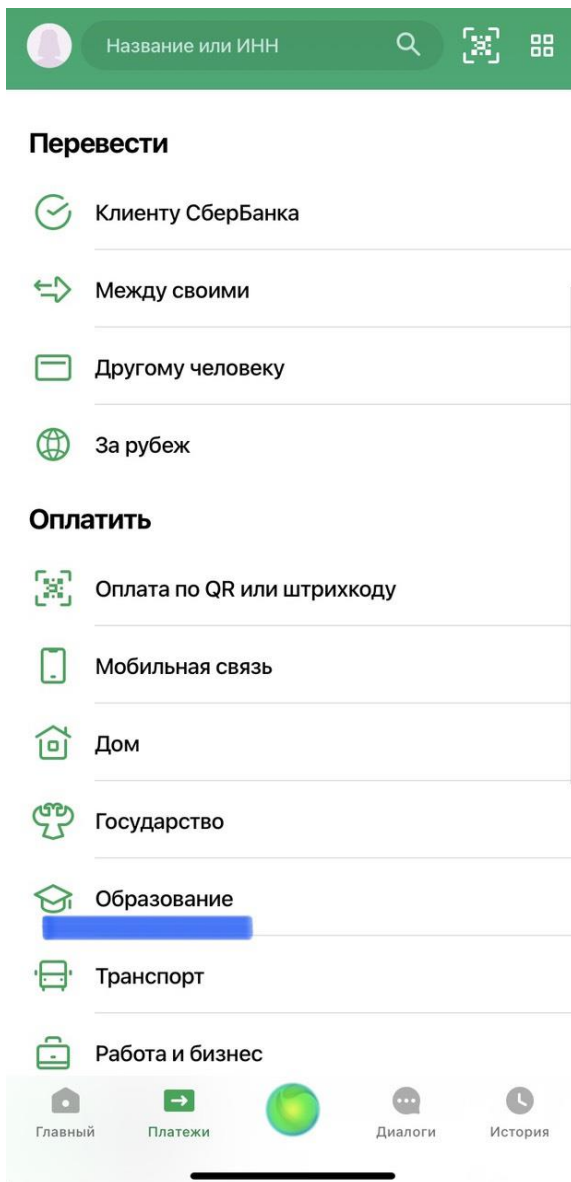 Название или ИНН
Перевести
Клиенту СберБанка
Между своими
Другому человеку
За рубеж
Оплатить
Оплата по QR или штрихкоду
Мобильная связь
Дом
Государство
Образование
Транспорт
Работа и бизнес
Главный Платежи Диалоги История